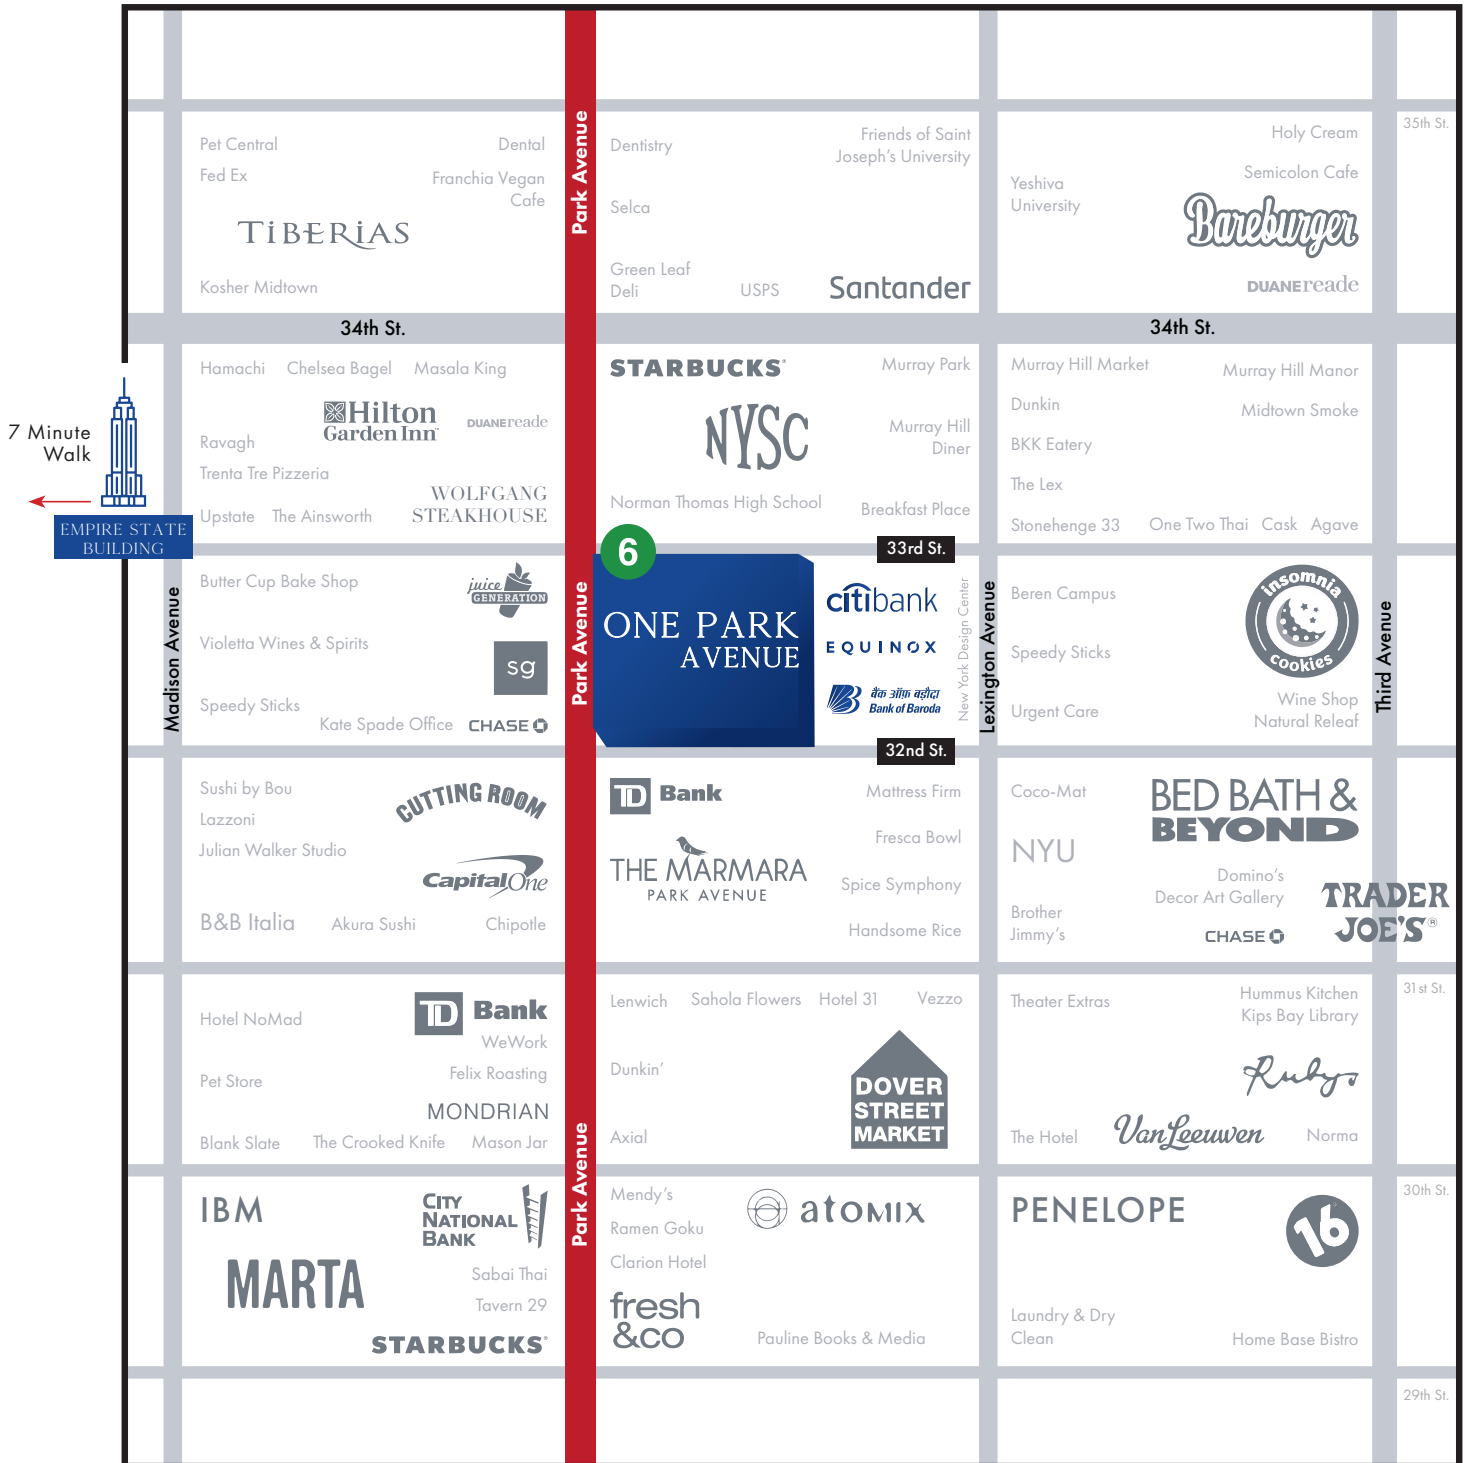 35th St.
Pet Central
Dental
Fed Ex
Franchia Vegan
Cafe
TiBERiAS
Kosher Midtown
Park Avenue
Dentistry
Friends of Saint
Joseph's University
Selca
Green Leaf
Deli
USPS
Santander
Holy Cream
Semicolon Cafe
Yeshiva
University
Bareburger
DUANEreade
34th St.
34th St.
Hamachi
Chelsea Bagel
Masala King
Hilton
Garden Inn™
DUANEreade
Ravagh
Trenta Tre Pizzeria
WOLFGANG
STEAKHOUSE
Upstate
The Ainsworth
7 Minute
Walk
EMPIRE STATE
BUILDING
STARBUCKS®
Murray Park
NYSC
Murray Hill
Diner
Norman Thomas High School
Breakfast Place
Murray Hill Market
Murray Hill Manor
Dunkin
Midtown Smoke
BKK Eatery
The Lex
Stonehenge 33
One Two Thai
Cask
Agave
6
33rd St.
Madison Avenue
Butter Cup Bake Shop
juice
GENERATION
Violetta Wines & Spirits
sg
Speedy Sticks
Kate Spade Office
CHASE
Park Avenue
ONE PARK
AVENUE
citibank
EQUINOX
बैंक ऑफ़ बड़ौदा
Bank of Baroda
New York Design Center
Lexington Avenue
Beren Campus
Speedy Sticks
Urgent Care
insomnia
cookies
Wine Shop
Natural Releaf
Third Avenue
32nd St.
Sushi by Bou
CUTTING ROOM
Lazzoni
Julian Walker Studio
Capital One
B&B Italia
Akura Sushi
Chipotle
TD Bank
Mattress Firm
THE MARMARA
PARK AVENUE
Fresca Bowl
Spice Symphony
Handsome Rice
Coco-Mat
BED BATH &
BEYOND
NYU
Domino's
Decor Art Gallery
Brother
Jimmy's
CHASE
TRADER
JOE'S®
31st St.
Hotel NoMad
TD Bank
WeWork
Pet Store
Felix Roasting
MONDRIAN
Blank Slate
The Crooked Knife
Mason Jar
Lenwich
Sahola Flowers
Hotel 31
Vezzo
Dunkin'
DOVER
STREET
MARKET
Axial
Theater Extras
Hummus Kitchen
Kips Bay Library
Rubys
The Hotel
Van Leeuwen
Norma
30th St.
Park Avenue
IBM
CITY
NATIONAL
BANK
MARTA
Sabai Thai
Tavern 29
STARBUCKS®
Mendy's
Ramen Goku
Clarion Hotel
atomix
fresh
&co
Pauline Books & Media
PENELOPE
16
Laundry & Dry
Clean
Home Base Bistro
29th St.